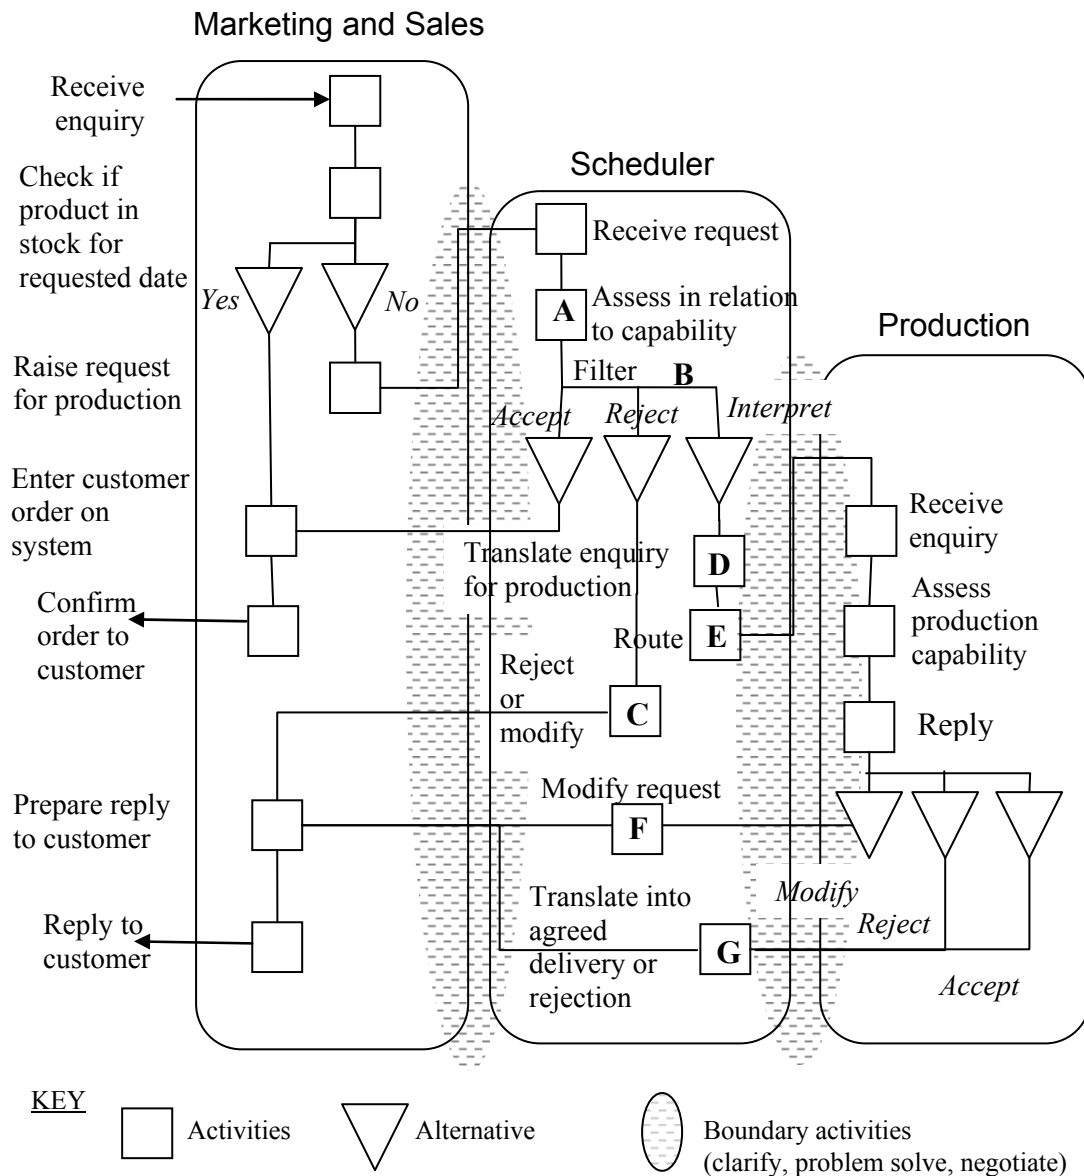 Marketing and Sales
Receive
enquiry
Check if
product in
stock for
requested date
Yes
No
Raise request
for production
Enter customer
order on
system
Confirm
order to
customer
Prepare reply
to customer
Reply to
customer
Scheduler
Receive request
A
Assess in relation
to capability
Filter
B
Accept
Reject
Interpret
Translate enquiry
for production
D
Route
E
Reject
or
modify
C
Modify request
F
Translate into
agreed
delivery or
rejection
G
Production
Receive
enquiry
Assess
production
capability
Reply
Modify
Reject
Accept
KEY
Activities
Alternative
Boundary activities
(clarify, problem solve, negotiate)